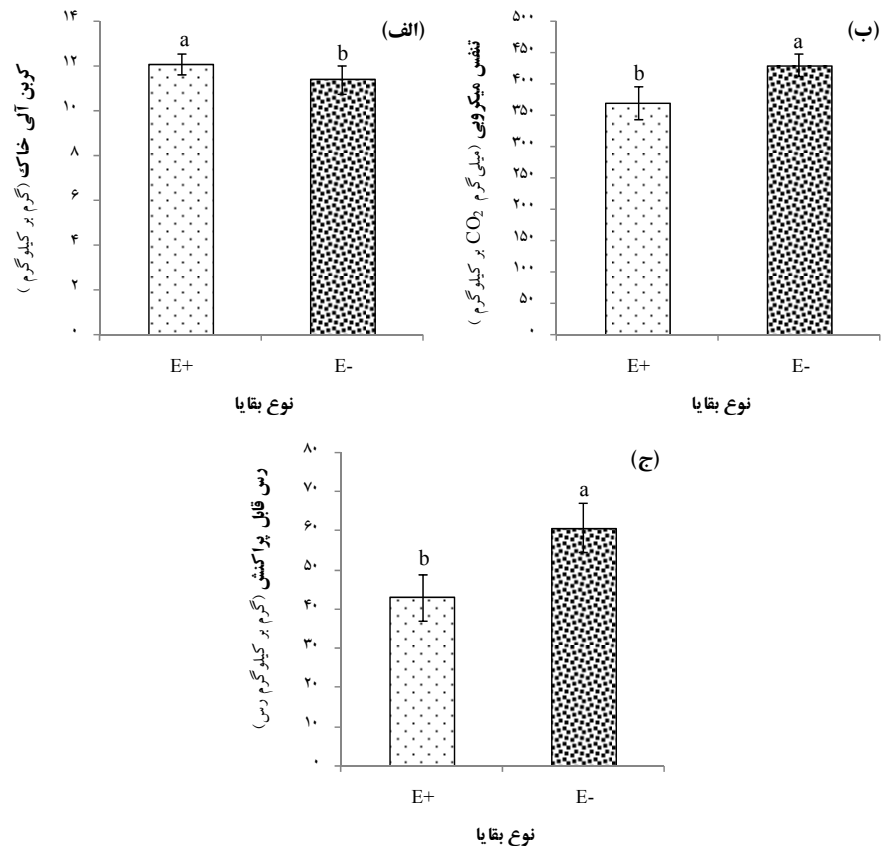 (الف)
کربن آلی خاک (گرم بر کیلوگرم)
۱۴
۱۲
۱۰
۸
۶
۴
۲
۰
a
b
E+
E-
نوع بقایا
(ب)
تنفس میکروبی (میلی گرم CO2 بر کیلوگرم)
۵۰۰
۴۵۰
۴۰۰
۳۵۰
۳۰۰
۲۵۰
۲۰۰
۱۵۰
۱۰۰
۵۰
۰
b
a
E+
E-
نوع بقایا
(ج)
رس قابل پراکنش (گرم بر کیلوگرم رس)
۸۰
۷۰
۶۰
۵۰
۴۰
۳۰
۲۰
۱۰
۰
b
a
E+
E-
نوع بقایا